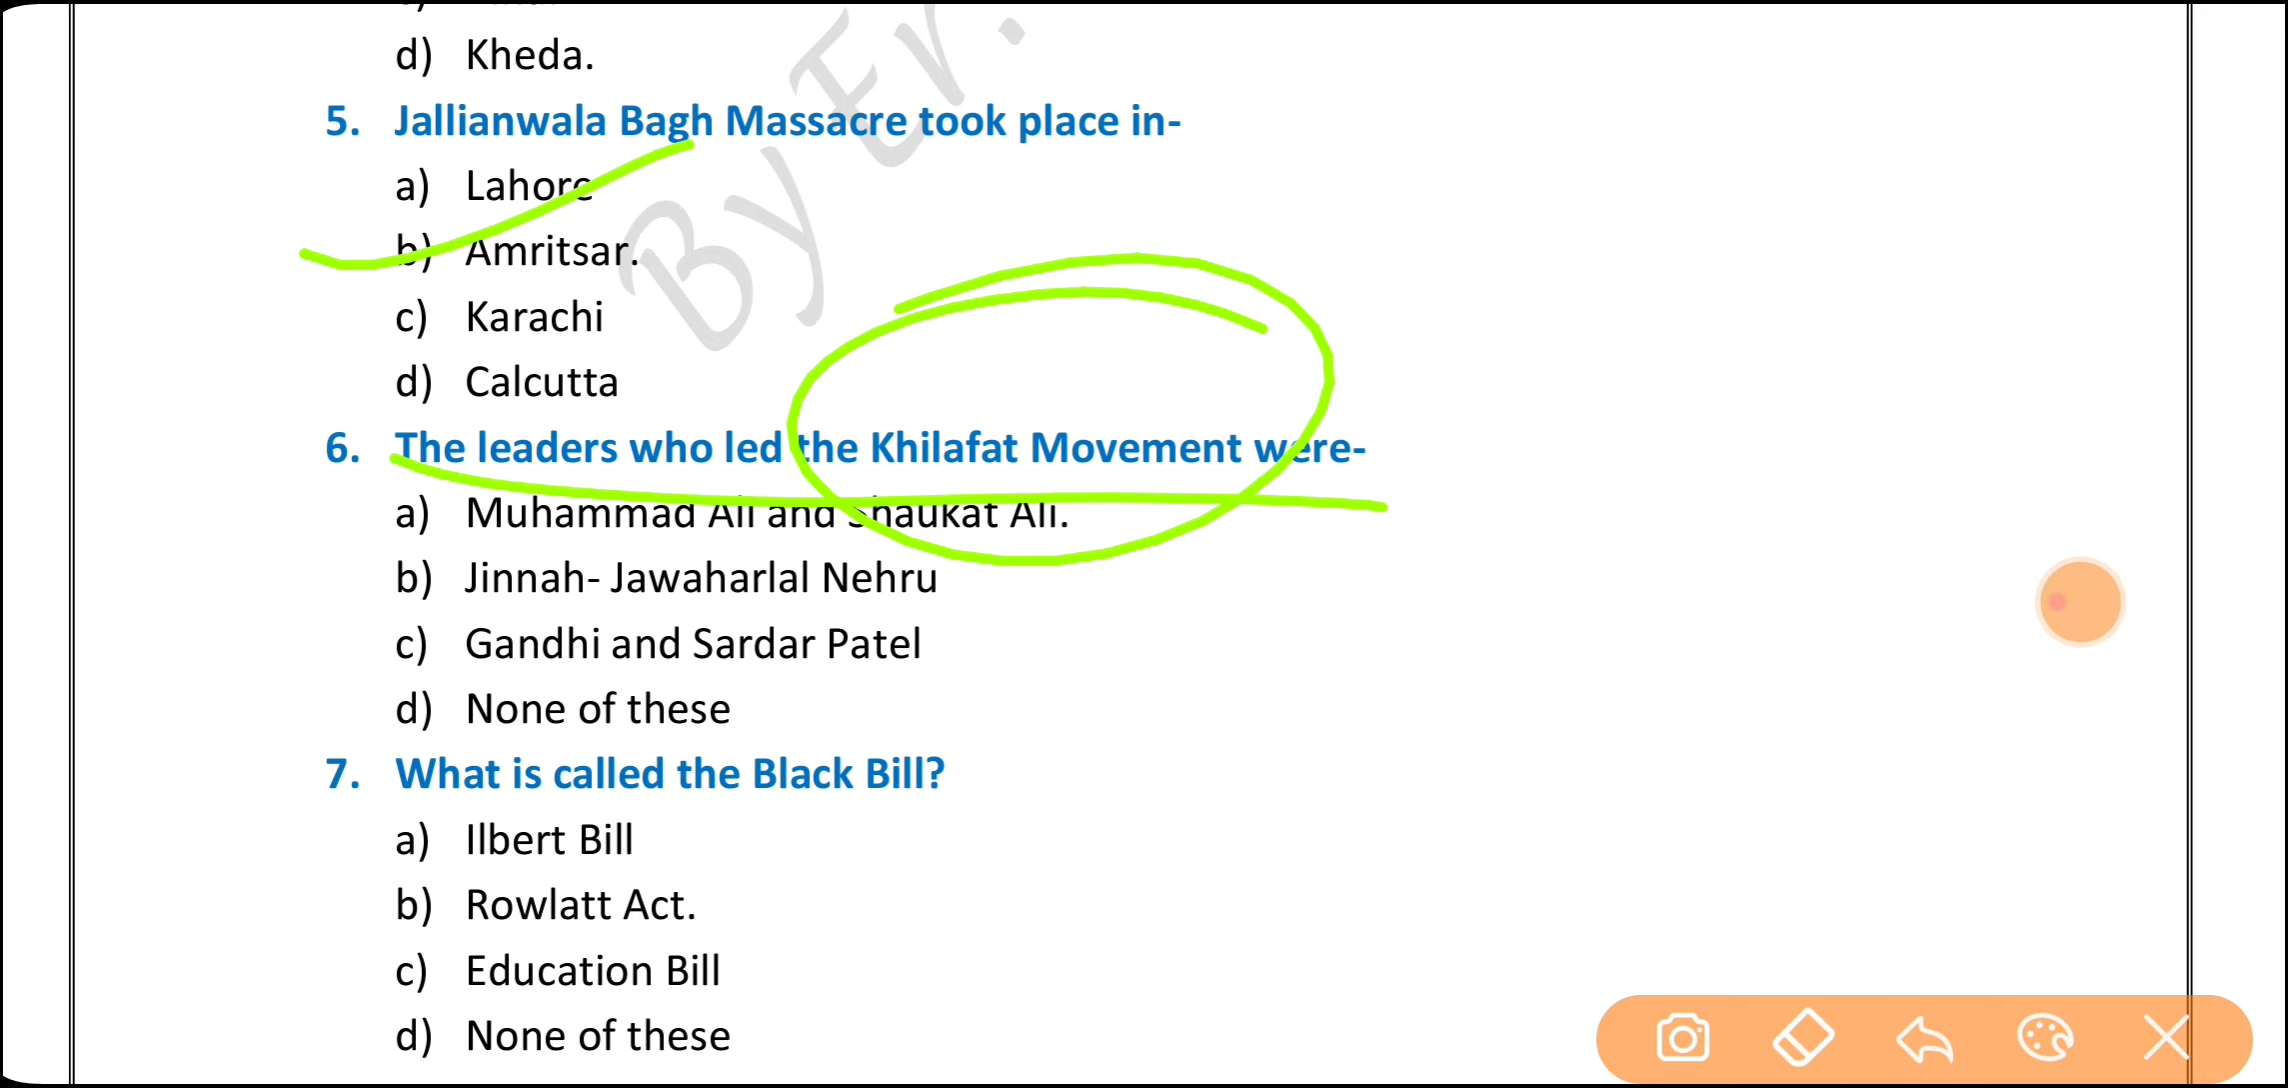 d) Kheda.
5. Jallianwala Bagh Massacre took place in-
a) Lahore
b) Amritsar.
c) Karachi
d) Calcutta
6. The leaders who led the Khilafat Movement were-
a) Muhammad Ali and Shaukat Ali.
b) Jinnah- Jawaharlal Nehru
c) Gandhi and Sardar Patel
d) None of these
7. What is called the Black Bill?
a) Ilbert Bill
b) Rowlatt Act.
c) Education Bill
d) None of these
By Er.